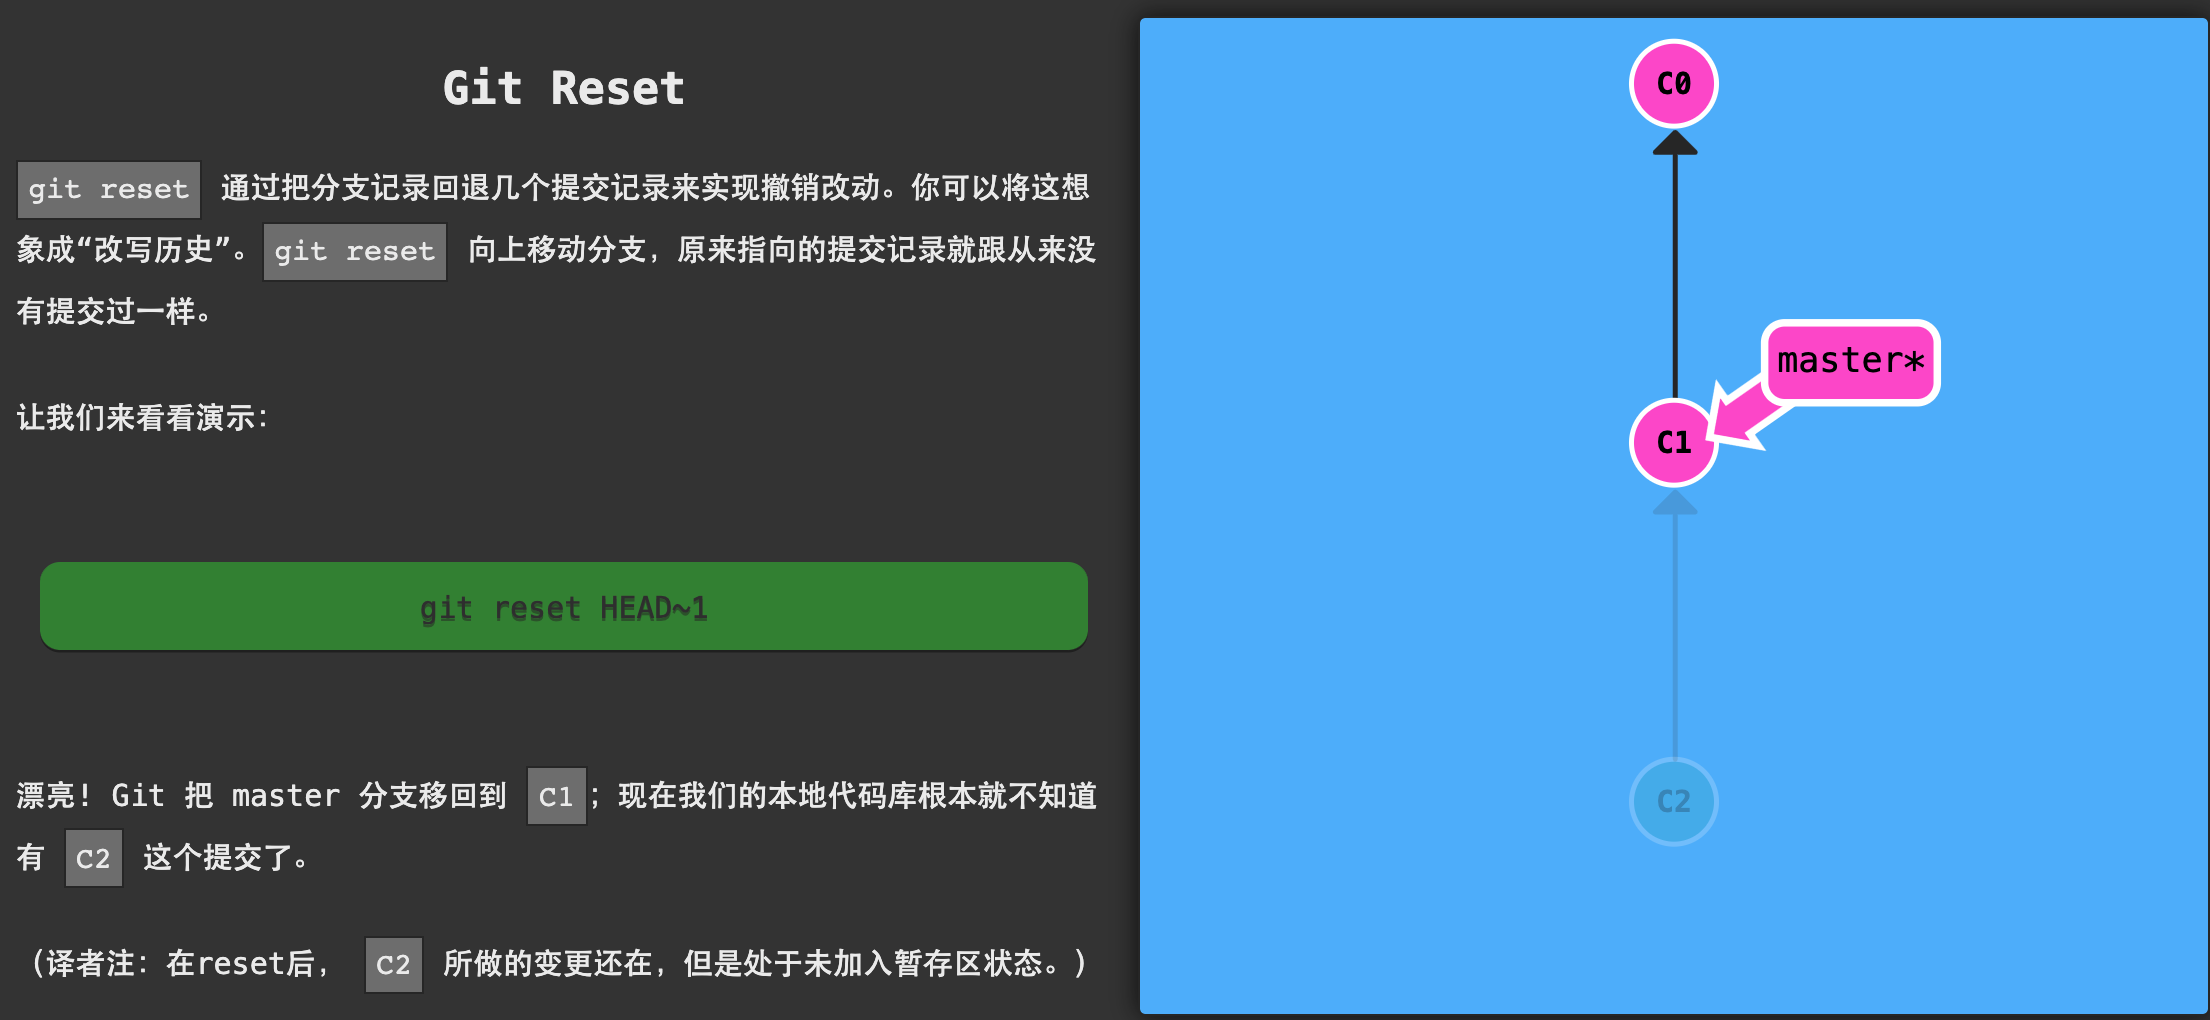 Git Reset
git reset 通过把分支记录回退几个提交记录来实现撤销改动。你可以将这想
象成“改写历史”。git reset 向上移动分支，原来指向的提交记录就跟从来没
有提交过一样。
让我们来看看演示：
git reset HEAD~1
漂亮! Git 把 master 分支移回到 C1；现在我们的本地代码库根本就不知道
有 C2 这个提交了。
（译者注：在reset后， C2 所做的变更还在，但是处于未加入暂存区状态。）
C0
master*
C1
C2